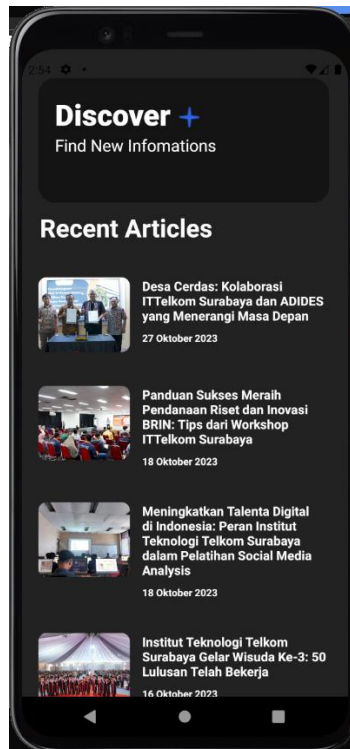 2:54
Discover
Find New Infomations
Recent Articles
Desa Cerdas: Kolaborasi
ITTelkom Surabaya dan ADIDES
yang Menerangi Masa Depan
27 Oktober 2023
Panduan Sukses Meraih
Pendanaan Riset dan Inovasi
BRIN: Tips dari Workshop
ITTelkom Surabaya
18 Oktober 2023
Meningkatkan Talenta Digital
di Indonesia: Peran Institut
Teknologi Telkom Surabaya
dalam Pelatihan Social Media
Analysis
18 Oktober 2023
Institut Teknologi Telkom
Surabaya Gelar Wisuda Ke-3: 50
Lulusan Telah Bekerja
16 Oktober 2023